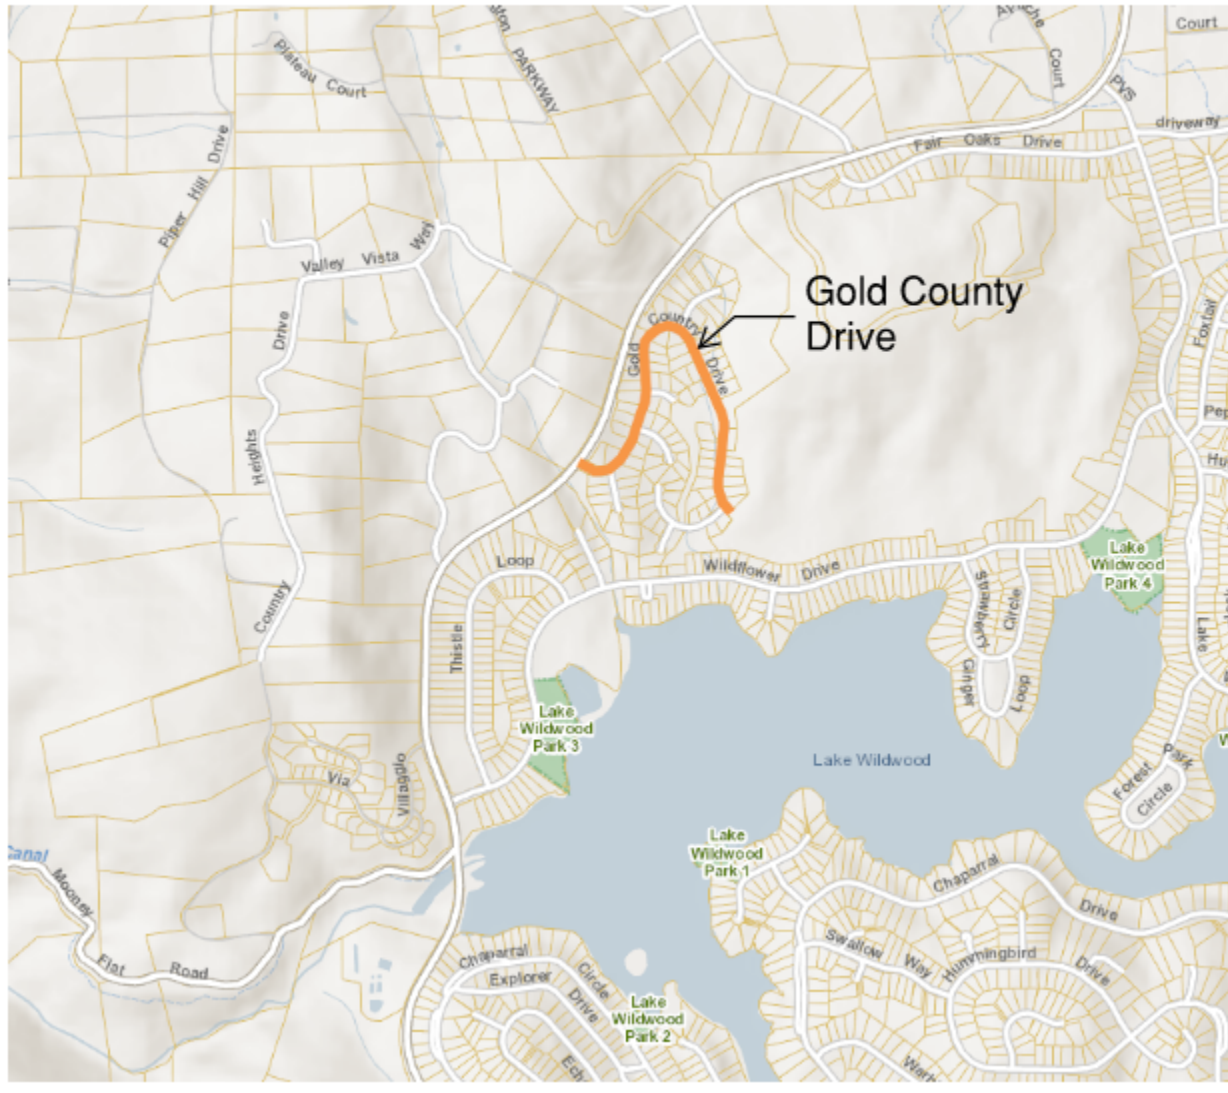 Court
Court
PARKWAY
Plateau Court
PVS
driveway
Fair Oaks Drive
Piper Hill Drive
Valley Vista Way
Gold County
Drive
Gold Country Drive
Foxtail
Country Heights Drive
Loop
Wildflower Drive
Lake
Wildwood
Park 4
Strawberry
Circle
Thistle
Ginger
Loop
Lake
Lake
Wildwood
Park 3
Lake Wildwood
Via
Villaggio
Forest
Park
Circle
Lake
Wildwood
Park 1
Canal
Mooney
Flat
Road
Chaparral
Drive
Swallow Way
Hummingbird
Drive
Chaparral
Circle
Explorer
Drive
Lake
Wildwood
Park 2